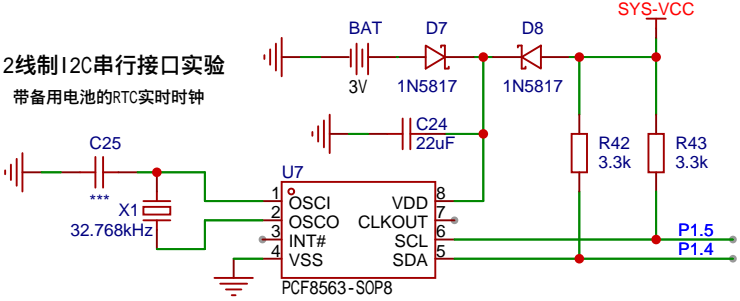 SYS-VCC
BAT
D7
D8
2线制I2C串行接口实验
带备用电池的RTC实时时钟
3V
1N5817
1N5817
C24
22uF
C25
***
R42
3.3k
R43
3.3k
U7
X1
32.768kHz
1
OSCI
VDD
8
2
OSCO
CLKOUT
7
3
INT#
SCL
6
4
VSS
SDA
5
P1.5
P1.4
PCF8563-SOP8